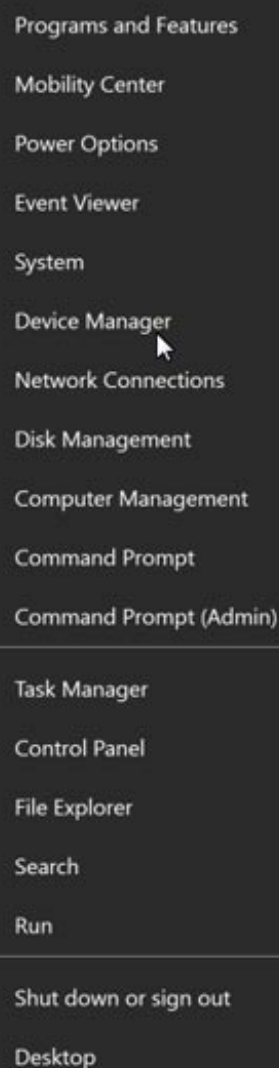 Programs and Features
Mobility Center
Power Options
Event Viewer
System
Device Manager
Network Connections
Disk Management
Computer Management
Command Prompt
Command Prompt (Admin)
Task Manager
Control Panel
File Explorer
Search
Run
Shut down or sign out
Desktop